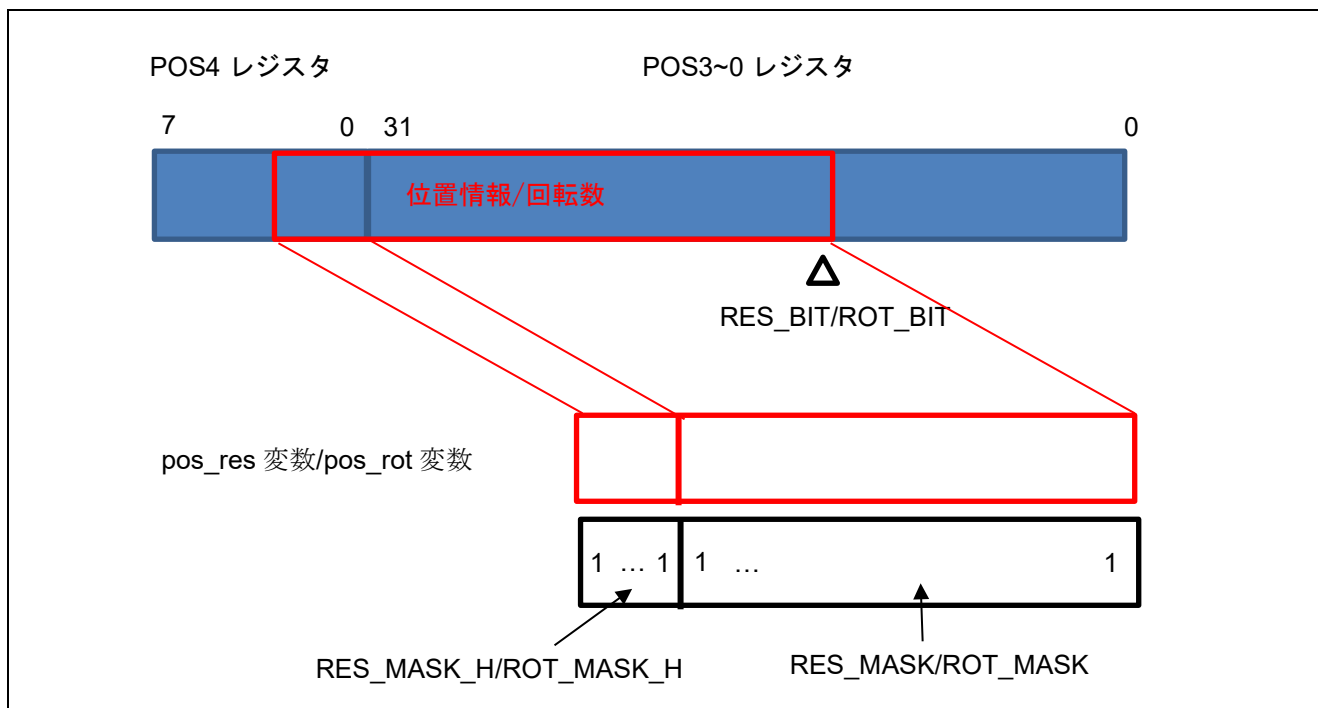 POS4 レジスタ POS3~0 レジスタ
7 0 31 0
位置情報/回転数
RES_BIT/ROT_BIT
pos_res 変数/pos_rot 変数
1 … 1 1 … 1
RES_MASK_H/ROT_MASK_H RES_MASK/ROT_MASK